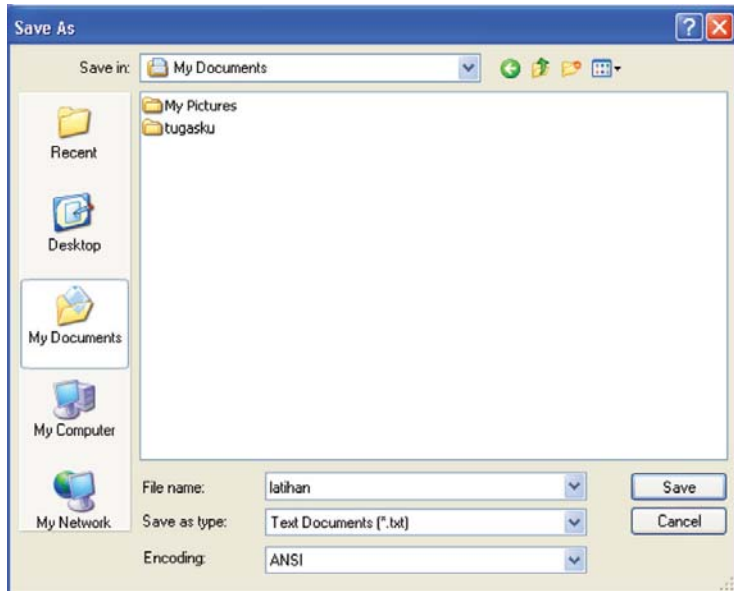 Save As
Save in: My Documents
My Pictures
tugasku
Recent
Desktop
My Documents
My Computer
My Network
File name: latihan
Save
Save as type: Text Documents (*.txt)
Cancel
Encoding: ANSI